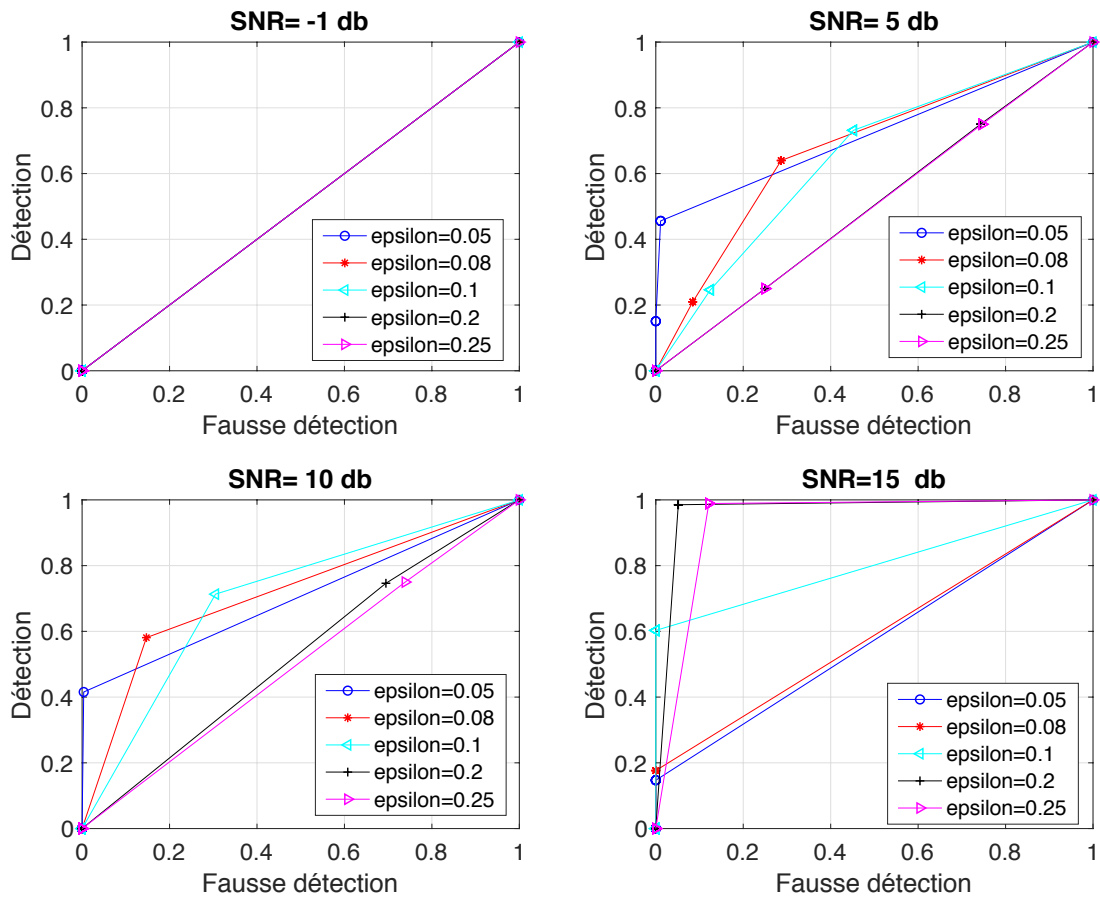 SNR= -1 db
1
0.8
0.6
0.4
0.2
0
Détection
epsilon=0.05
epsilon=0.08
epsilon=0.1
epsilon=0.2
epsilon=0.25
0 0.2 0.4 0.6 0.8 1
Fausse détection
SNR= 5 db
1
0.8
0.6
0.4
0.2
0
Détection
epsilon=0.05
epsilon=0.08
epsilon=0.1
epsilon=0.2
epsilon=0.25
0 0.2 0.4 0.6 0.8 1
Fausse détection
SNR= 10 db
1
0.8
0.6
0.4
0.2
0
Détection
epsilon=0.05
epsilon=0.08
epsilon=0.1
epsilon=0.2
epsilon=0.25
0 0.2 0.4 0.6 0.8 1
Fausse détection
SNR=15 db
1
0.8
0.6
0.4
0.2
0
Détection
epsilon=0.05
epsilon=0.08
epsilon=0.1
epsilon=0.2
epsilon=0.25
0 0.2 0.4 0.6 0.8 1
Fausse détection